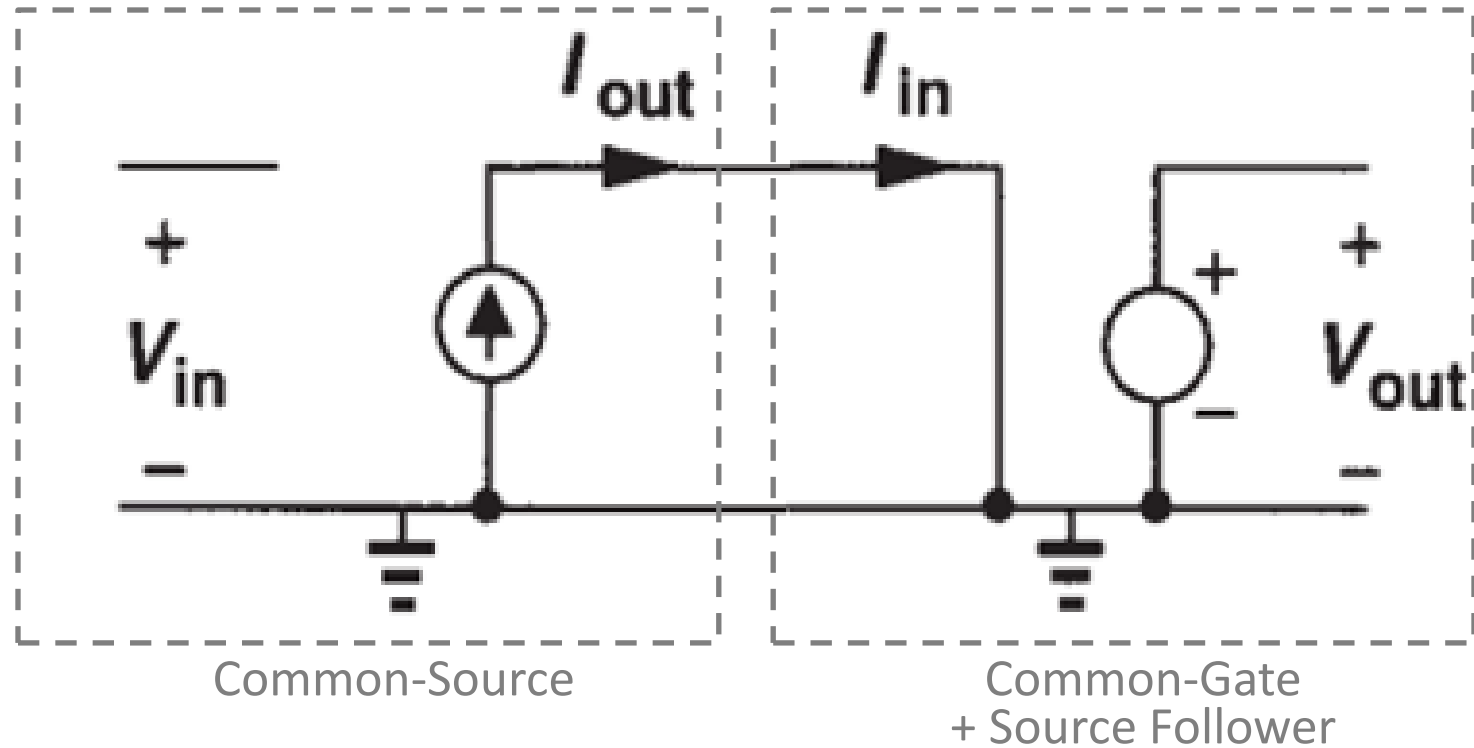 I out
I in
+
V in
−
+
−
+
V out
−
Common-Source
Common-Gate
+ Source Follower